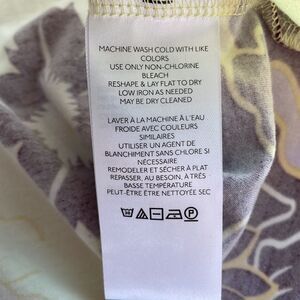 MACHINE WASH COLD WITH LIKE
COLORS
USE ONLY NON-CHLORINE
BLEACH
RESHAPE & LAY FLAT TO DRY
LOW IRON AS NEEDED
MAY BE DRY CLEANED
LAVER À LA MACHINE À L'EAU
FROIDE AVEC COULEURS
SIMILAIRES
UTILISER UN AGENT DE
BLANCHIMENT SANS CHLORE SI
NÉCESSAIRE
REMODELER ET SÉCHER À PLAT
REPASSER, AU BESOIN, À TRÈS
BASSE TEMPÉRATURE
PEUT-ÊTRE ÊTRE NETTOYÉE SEC